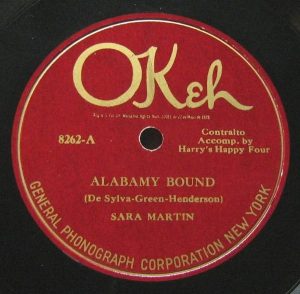 OKeh
8262-A
Contralto
Accomp. by
Harry's Happy Four
ALABAMY BOUND
(De Sylva-Green-Henderson)
SARA MARTIN
GENERAL PHONOGRAPH CORPORATION NEW YORK